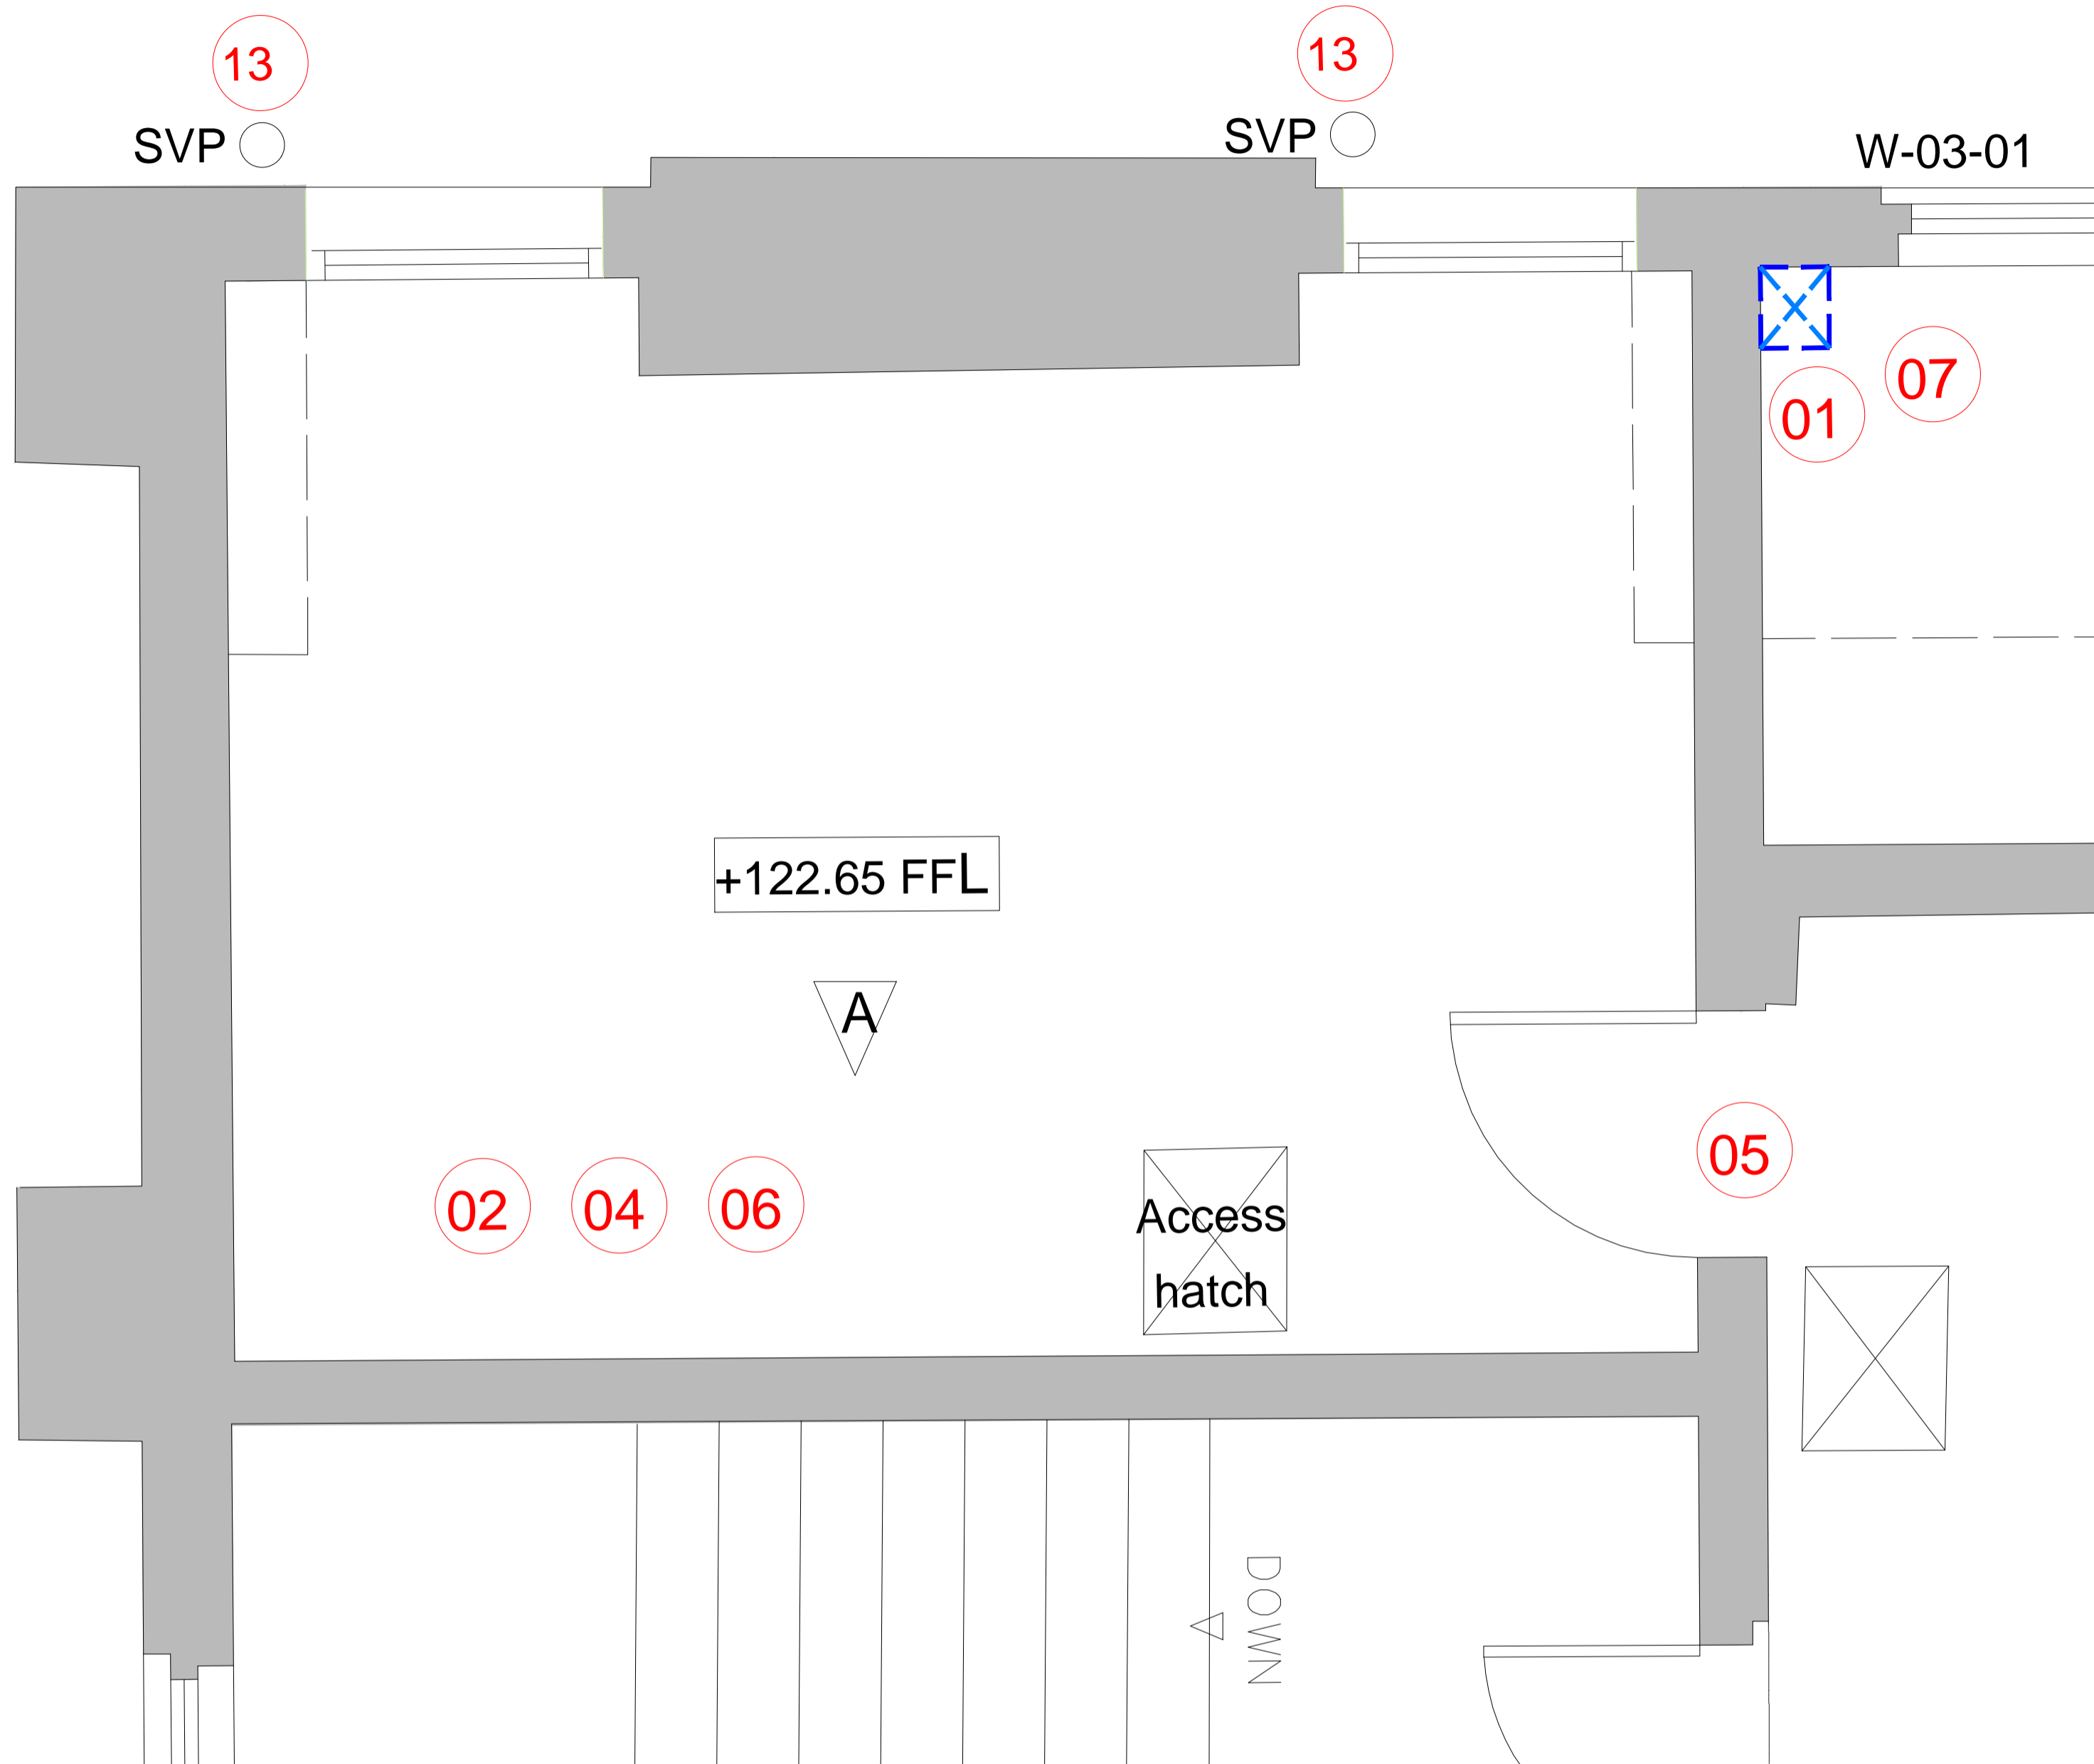 13
13
SVP
SVP
W-03-01
07
01
+122.65 FFL
A
05
02
04
06
Access
hatch
DOWN